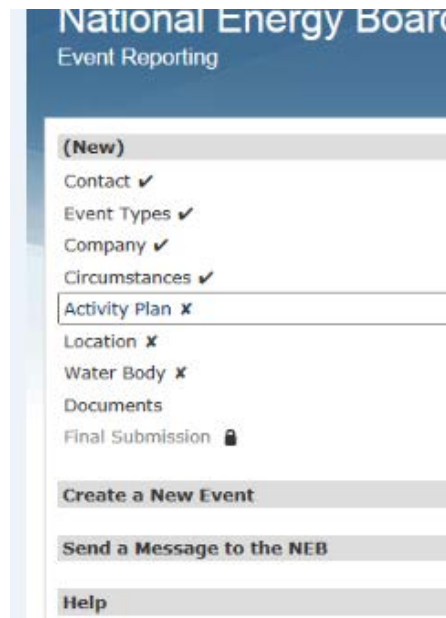 National Energy Board
Event Reporting
(New)
Contact ✔
Event Types ✔
Company ✔
Circumstances ✔
Activity Plan ✘
Location ✘
Water Body ✘
Documents
Final Submission
Create a New Event
Send a Message to the NEB
Help